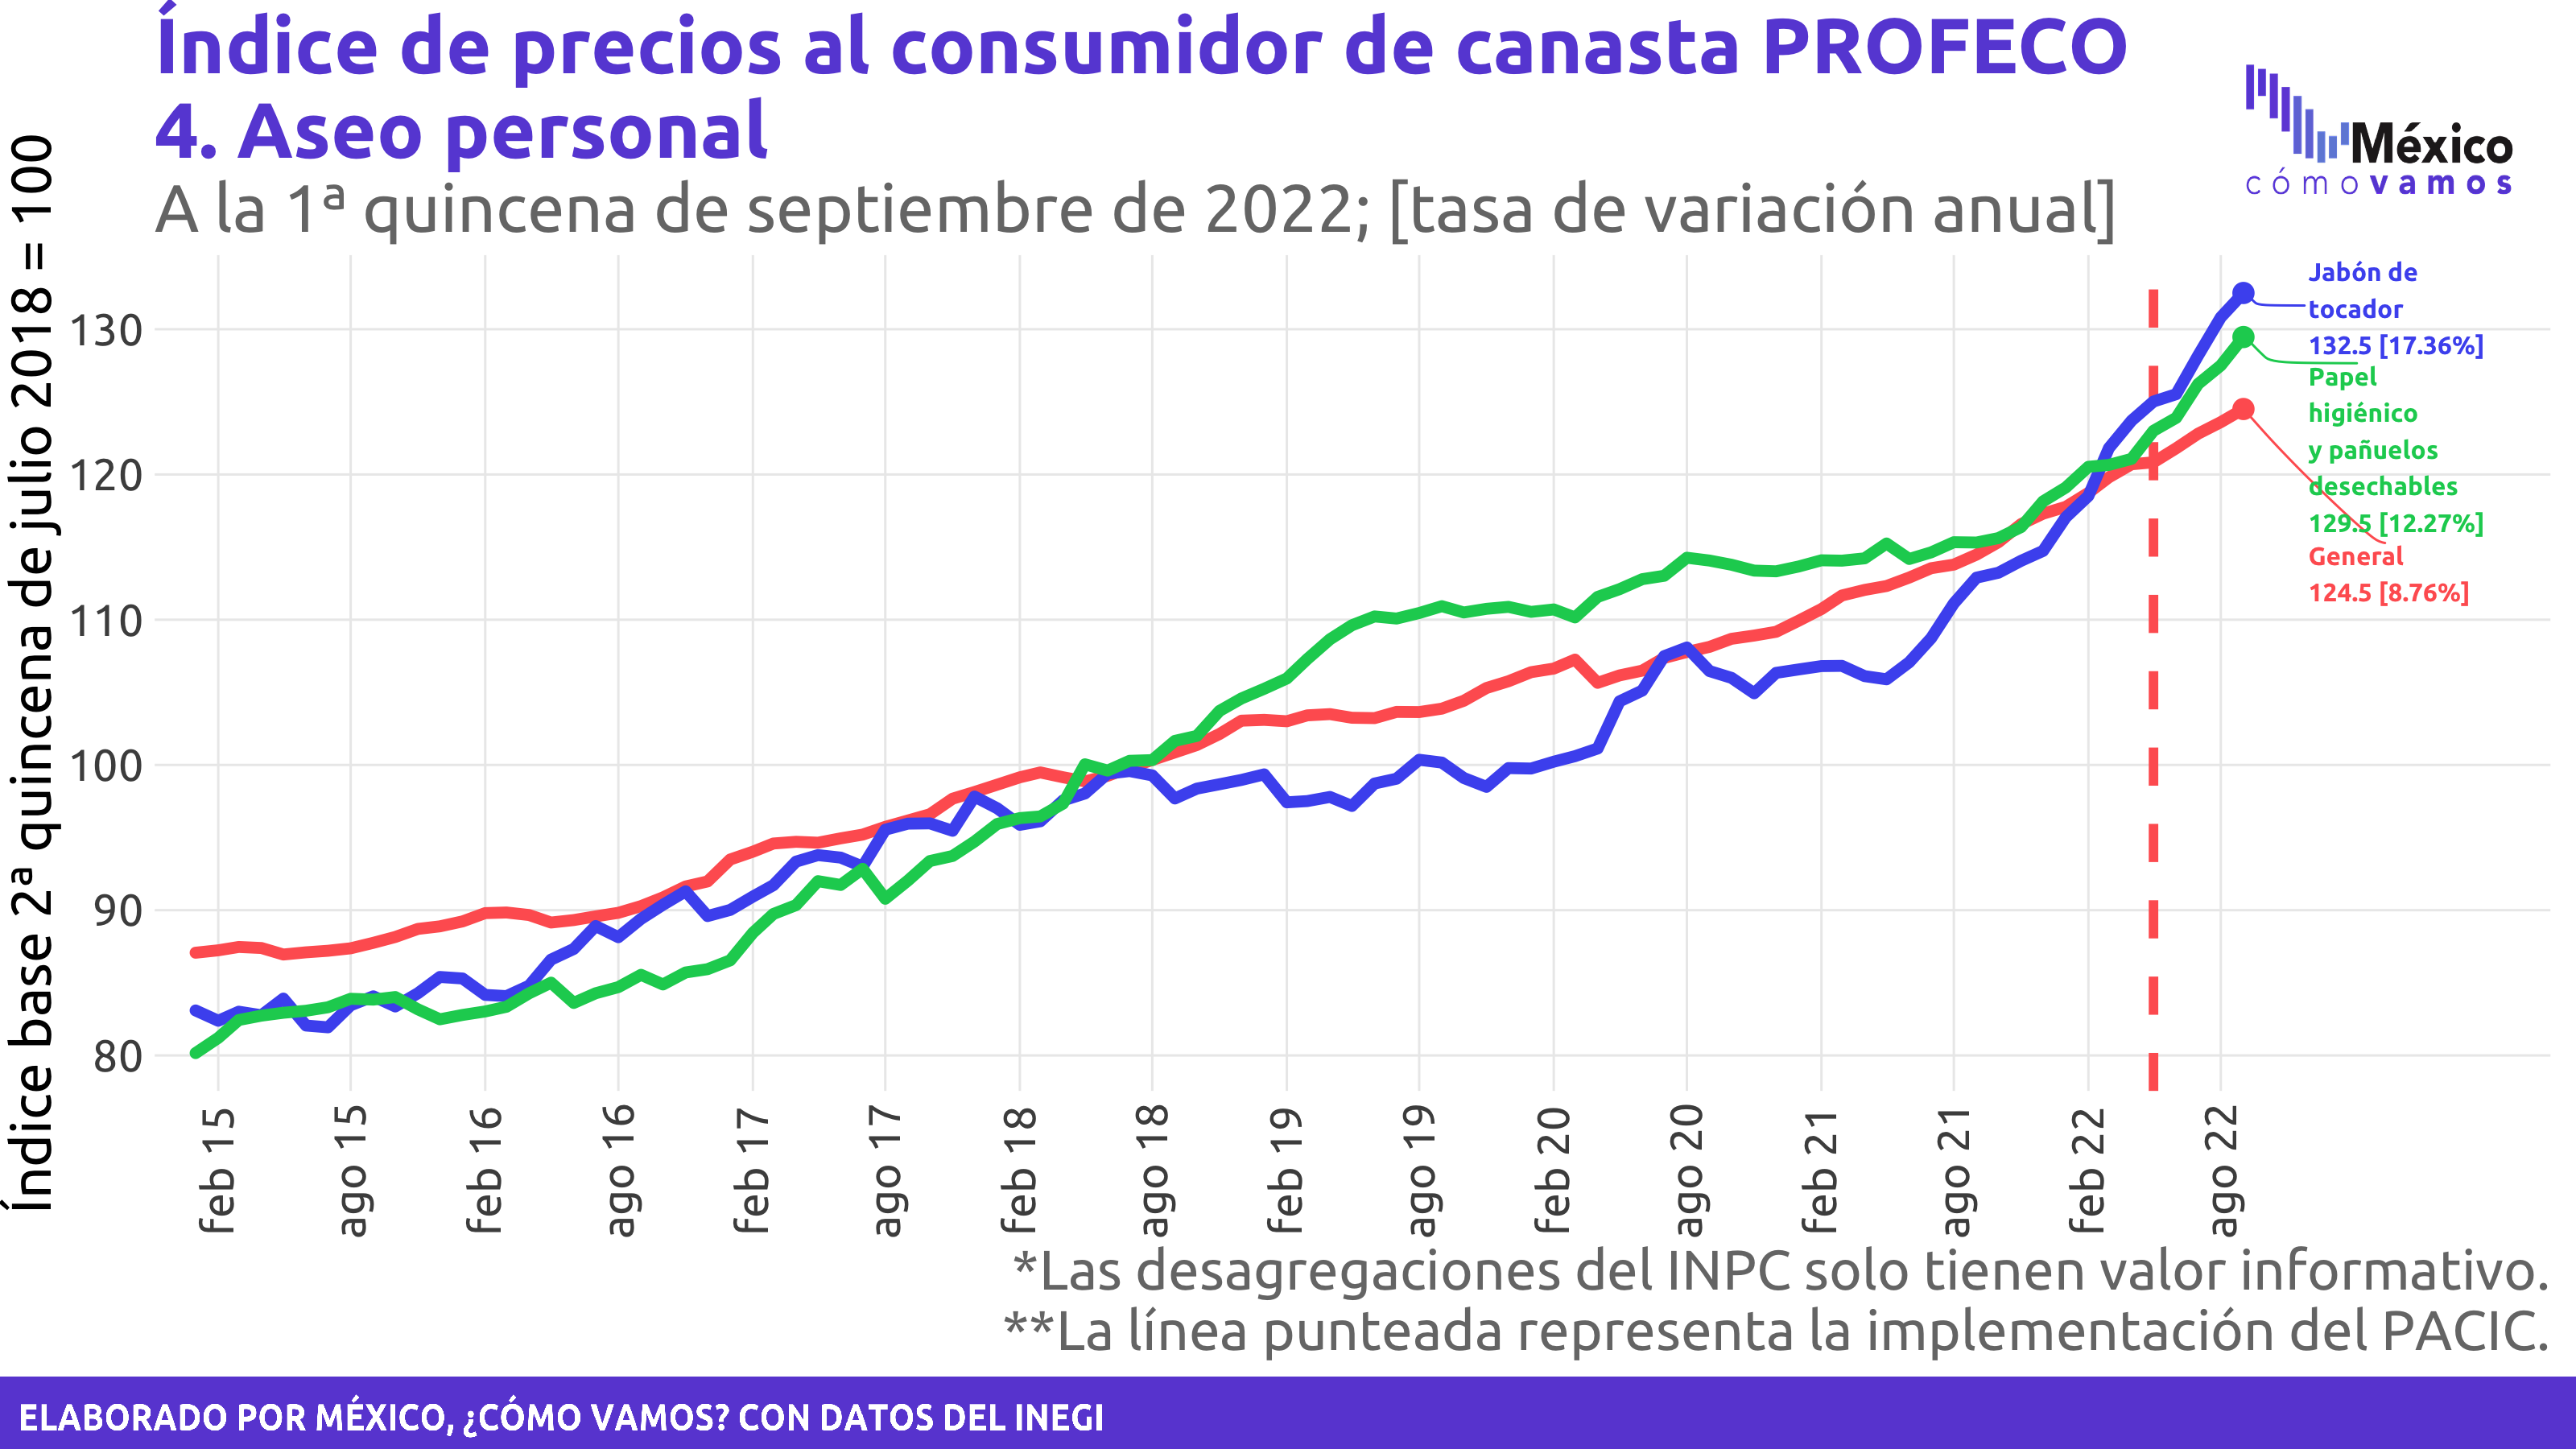 Índice de precios al consumidor de canasta PROFECO
4. Aseo personal
A la 1ª quincena de septiembre de 2022; [tasa de variación anual]
México
cómo vamos
Índice base 2ª quincena de julio 2018 = 100
130
120
110
100
90
80
Jabón de
tocador
132.5 [17.36%]
Papel
higiénico
y pañuelos
desechables
129.5 [12.27%]
General
124.5 [8.76%]
feb 15
ago 15
feb 16
ago 16
feb 17
ago 17
feb 18
ago 18
feb 19
ago 19
feb 20
ago 20
feb 21
ago 21
feb 22
ago 22
*Las desagregaciones del INPC solo tienen valor informativo.
**La línea punteada representa la implementación del PACIC.
ELABORADO POR MÉXICO, ¿CÓMO VAMOS? CON DATOS DEL INEGI